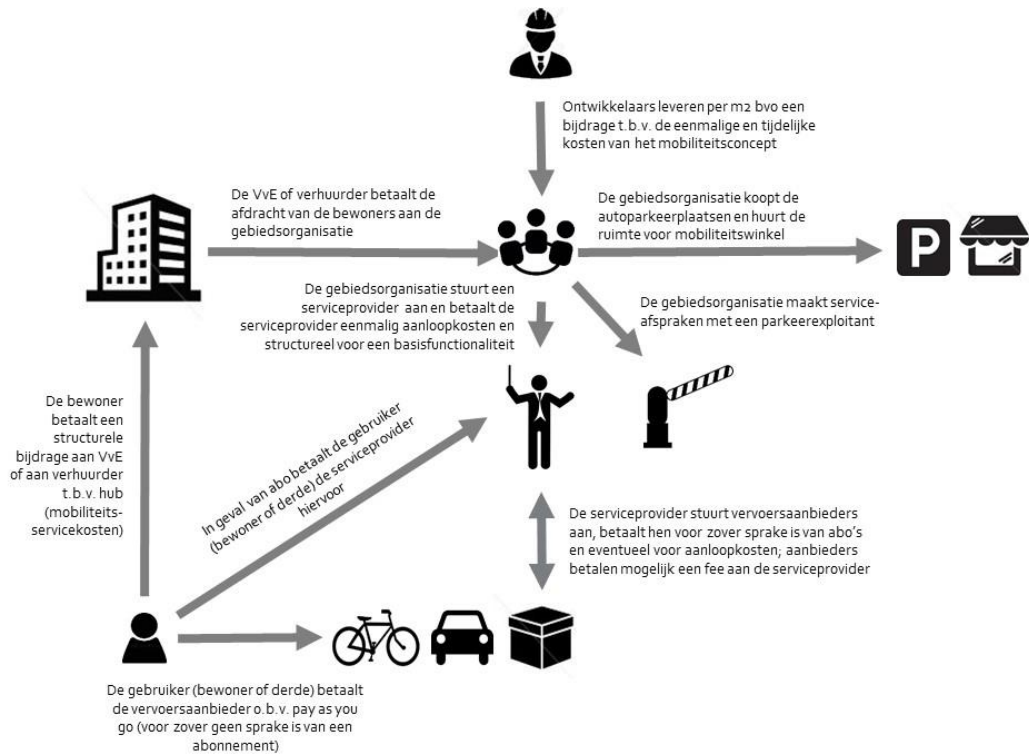 Ontwikkelaars leveren per m2 bvo een
bijdrage t.b.v. de eenmalige en tijdelijke
kosten van het mobiliteitsconcept
De VvE of verhuurder betaalt de
afdracht van de bewoners aan de
gebiedsorganisatie
De gebiedsorganisatie koopt de
autoparkeerplaatsen en huurt de
ruimte voor mobiliteitswinkel
P
De gebiedsorganisatie stuurt een
serviceprovider aan en betaalt de
serviceprovider eenmalig aanloopkosten en
structureel voor een basisfunctionaliteit
De gebiedsorganisatie maakt service-
afspraken met een parkeerexploitant
De bewoner
betaalt een
structurele
bijdrage aan VvE
of aan verhuurder
t.b.v. hub
(mobiliteits-
servicekosten)
In geval van abo betaalt de gebruiker
(bewoner of derde) de serviceprovider
hiervoor
De serviceprovider stuurt vervoersaanbieders
aan, betaalt hen voor zover sprake is van abo's
en eventueel voor aanloopkosten; aanbieders
betalen mogelijk een fee aan de serviceprovider
De gebruiker (bewoner of derde) betaalt
de vervoersaanbieder o.b.v. pay as you
go (voor zover geen sprake is van een
abonnement)